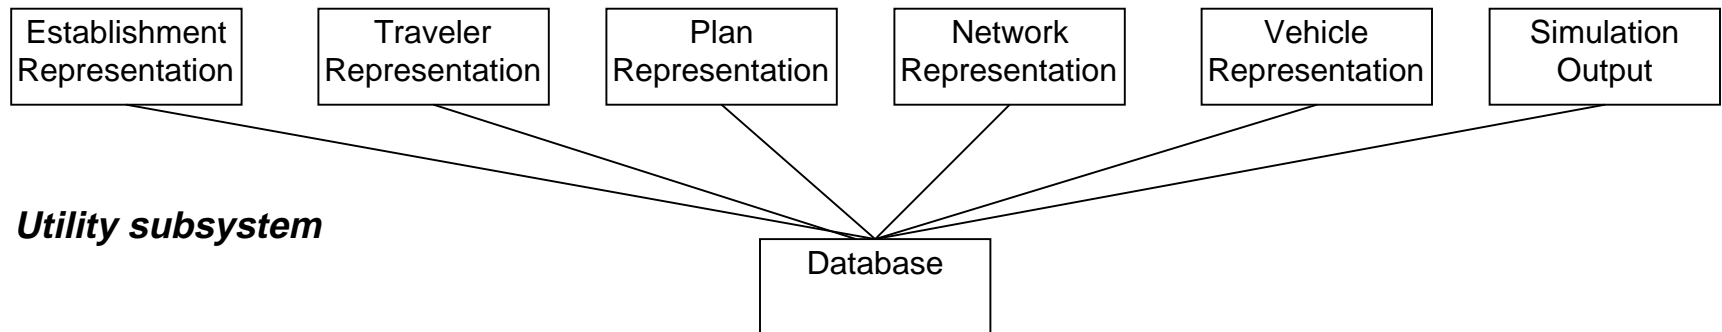 Establishment
Representation
Traveler
Representation
Plan
Representation
Network
Representation
Vehicle
Representation
Simulation
Output
Utility subsystem
Database